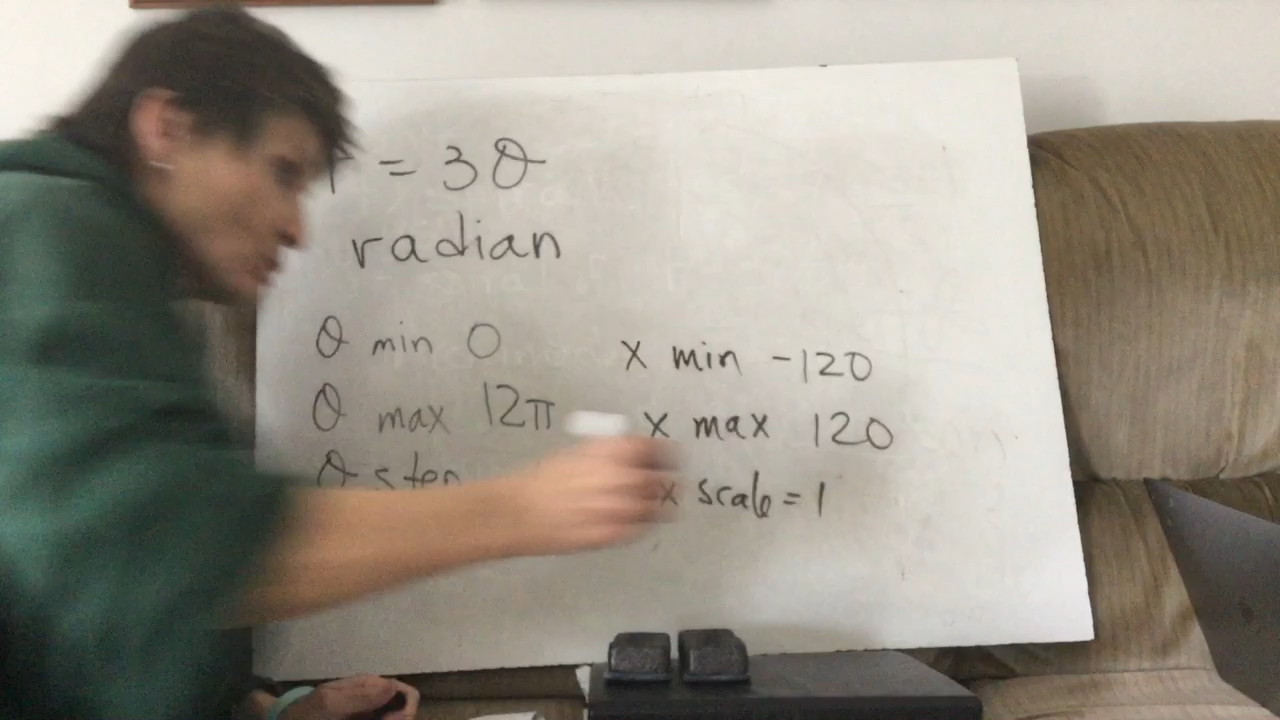 r = 3θ
radian
θ min 0
θ max 12π
θ step
x min -120
x max 120
x scale = 1